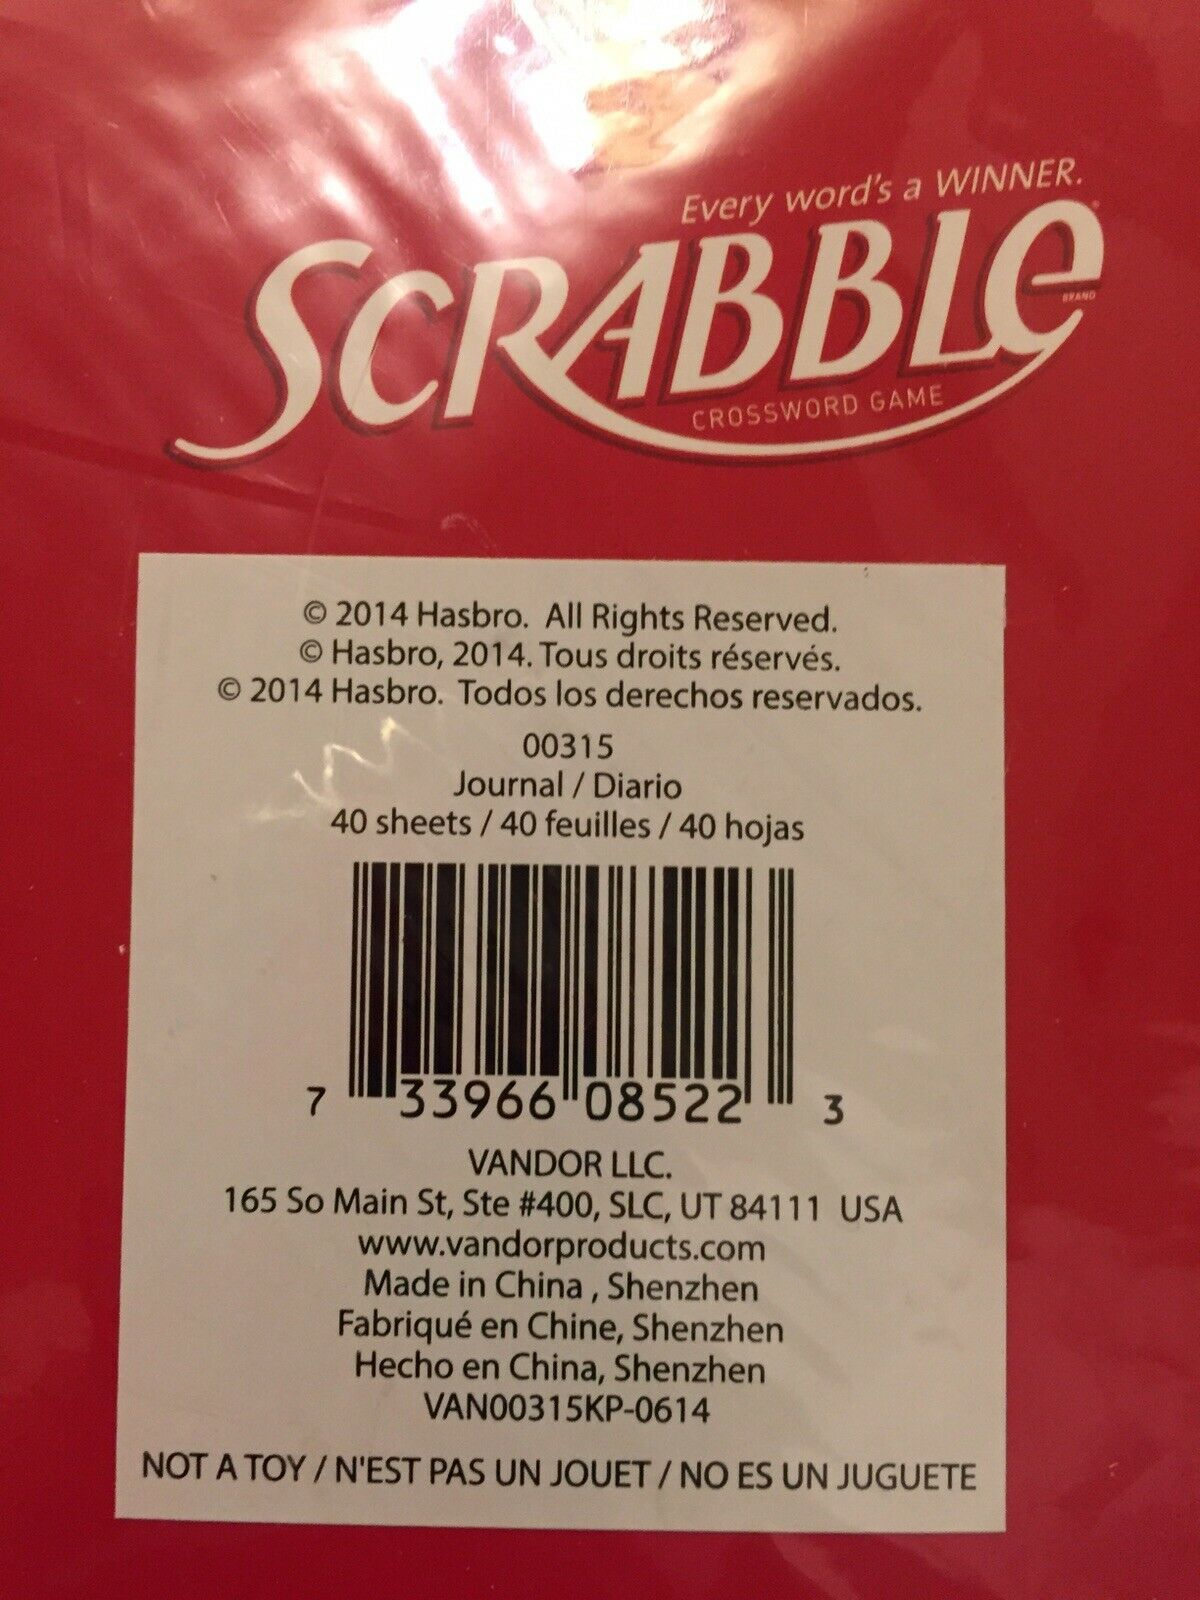 Every word's a WINNER.
SCRABBLe®
BRAND
CROSSWORD GAME
© 2014 Hasbro. All Rights Reserved.
© Hasbro, 2014. Tous droits réservés.
© 2014 Hasbro. Todos los derechos reservados.
00315
Journal / Diario
40 sheets / 40 feuilles / 40 hojas
7 33966 08522 3
VANDOR LLC.
165 So Main St, Ste #400, SLC, UT 84111 USA
www.vandorproducts.com
Made in China , Shenzhen
Fabriqué en Chine, Shenzhen
Hecho en China, Shenzhen
VAN00315KP-0614
NOT A TOY / N'EST PAS UN JOUET / NO ES UN JUGUETE